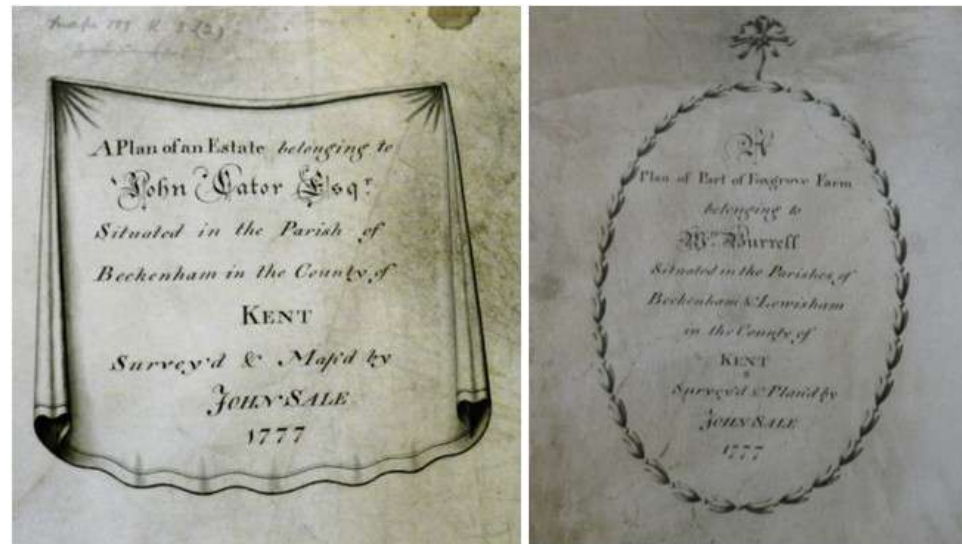 A Plan of an Estate belonging to
John Cator Esqr.
Situated in the Parish of
Beckenham in the County of
KENT
Survey'd & Map'd by
JOHN SALE
1777
A
Plan of Part of Foxgrove Farm
belonging to
Burrell
Situated in the Parishes of
Beckenham & Lewisham
in the County of
KENT
Survey'd & Plan'd by
JOHN SALE
1777